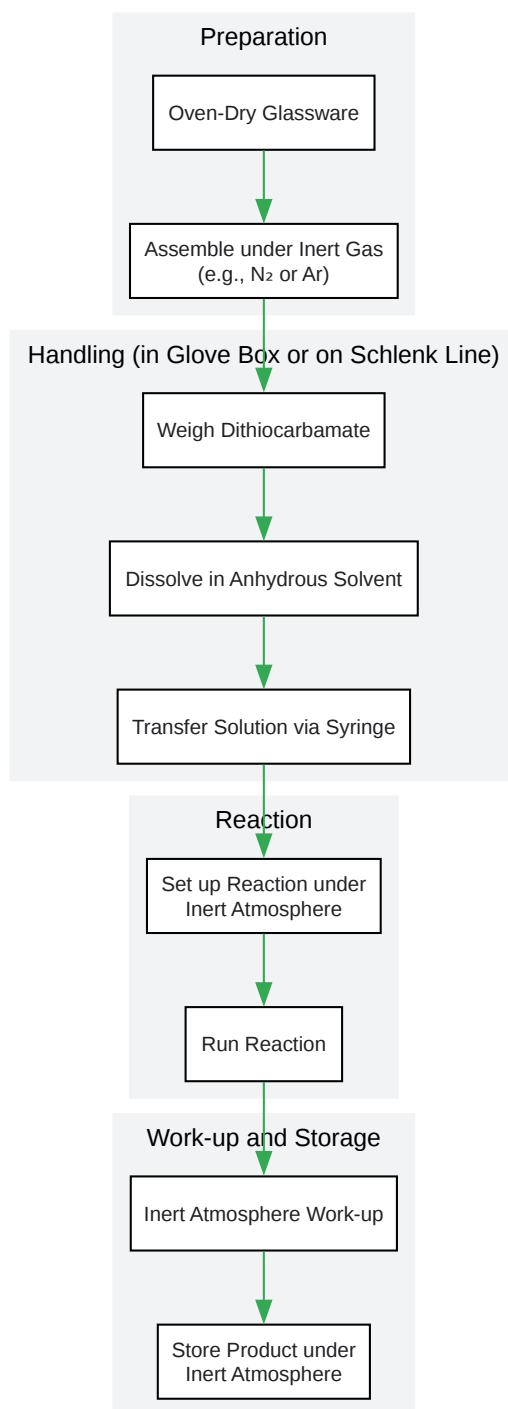 Preparation
Oven-Dry Glassware
Assemble under Inert Gas
(e.g., N₂ or Ar)
Handling (in Glove Box or on Schlenk Line)
Weigh Dithiocarbamate
Dissolve in Anhydrous Solvent
Transfer Solution via Syringe
Reaction
Set up Reaction under
Inert Atmosphere
Run Reaction
Work-up and Storage
Inert Atmosphere Work-up
Store Product under
Inert Atmosphere